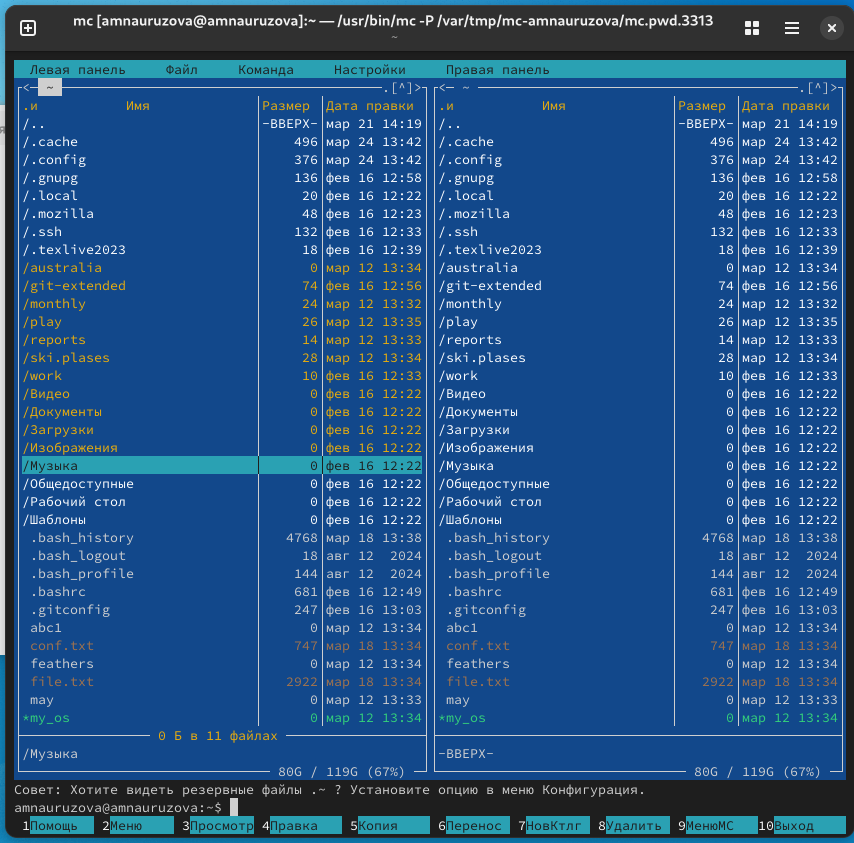 mc [amnauruzova@amnauruzova]:~ — /usr/bin/mc -P /var/tmp/mc-amnauruzova/mc.pwd.3313
~
Левая панель Файл Команда Настройки Правая панель
<— ~ .[^]> <— ~ .[^]>
.и Имя Размер Дата правки .и Имя Размер Дата правки
/.. -ВВЕРХ- мар 21 14:19 /.. -ВВЕРХ- мар 21 14:19
/.cache 496 мар 24 13:42 /.cache 496 мар 24 13:42
/.config 376 мар 24 13:42 /.config 376 мар 24 13:42
/.gnupg 136 фев 16 12:58 /.gnupg 136 фев 16 12:58
/.local 20 фев 16 12:22 /.local 20 фев 16 12:22
/.mozilla 48 фев 16 12:23 /.mozilla 48 фев 16 12:23
/.ssh 132 фев 16 12:33 /.ssh 132 фев 16 12:33
/.texlive2023 18 фев 16 12:39 /.texlive2023 18 фев 16 12:39
/australia 0 мар 12 13:34 /australia 0 мар 12 13:34
/git-extended 74 фев 16 12:56 /git-extended 74 фев 16 12:56
/monthly 24 мар 12 13:32 /monthly 24 мар 12 13:32
/play 26 мар 12 13:35 /play 26 мар 12 13:35
/reports 14 мар 12 13:33 /reports 14 мар 12 13:33
/ski.plases 28 мар 12 13:34 /ski.plases 28 мар 12 13:34
/work 10 фев 16 12:33 /work 10 фев 16 12:33
/Видео 0 фев 16 12:22 /Видео 0 фев 16 12:22
/Документы 0 фев 16 12:22 /Документы 0 фев 16 12:22
/Загрузки 0 фев 16 12:22 /Загрузки 0 фев 16 12:22
/Изображения 0 фев 16 12:22 /Изображения 0 фев 16 12:22
/Музыка 0 фев 16 12:22 /Музыка 0 фев 16 12:22
/Общедоступные 0 фев 16 12:22 /Общедоступные 0 фев 16 12:22
/Рабочий стол 0 фев 16 12:22 /Рабочий стол 0 фев 16 12:22
/Шаблоны 0 фев 16 12:22 /Шаблоны 0 фев 16 12:22
.bash_history 4768 мар 18 13:38 .bash_history 4768 мар 18 13:38
.bash_logout 18 авг 12 2024 .bash_logout 18 авг 12 2024
.bash_profile 144 авг 12 2024 .bash_profile 144 авг 12 2024
.bashrc 681 фев 16 12:49 .bashrc 681 фев 16 12:49
.gitconfig 247 фев 16 13:03 .gitconfig 247 фев 16 13:03
abc1 0 мар 12 13:34 abc1 0 мар 12 13:34
conf.txt 747 мар 18 13:34 conf.txt 747 мар 18 13:34
feathers 0 мар 12 13:34 feathers 0 мар 12 13:34
file.txt 2922 мар 18 13:34 file.txt 2922 мар 18 13:34
may 0 мар 12 13:33 may 0 мар 12 13:33
*my_os 0 мар 12 13:34 *my_os 0 мар 12 13:34
0 Б в 11 файлах
/Музыка -ВВЕРХ-
80G / 119G (67%) 80G / 119G (67%)
Совет: Хотите видеть резервные файлы .~ ? Установите опцию в меню Конфигурация.
amnauruzova@amnauruzova:~$
1Помощь 2Меню 3Просмотр 4Правка 5Копия 6Перенос 7НовКтлг 8Удалить 9МенюMC 10Выход